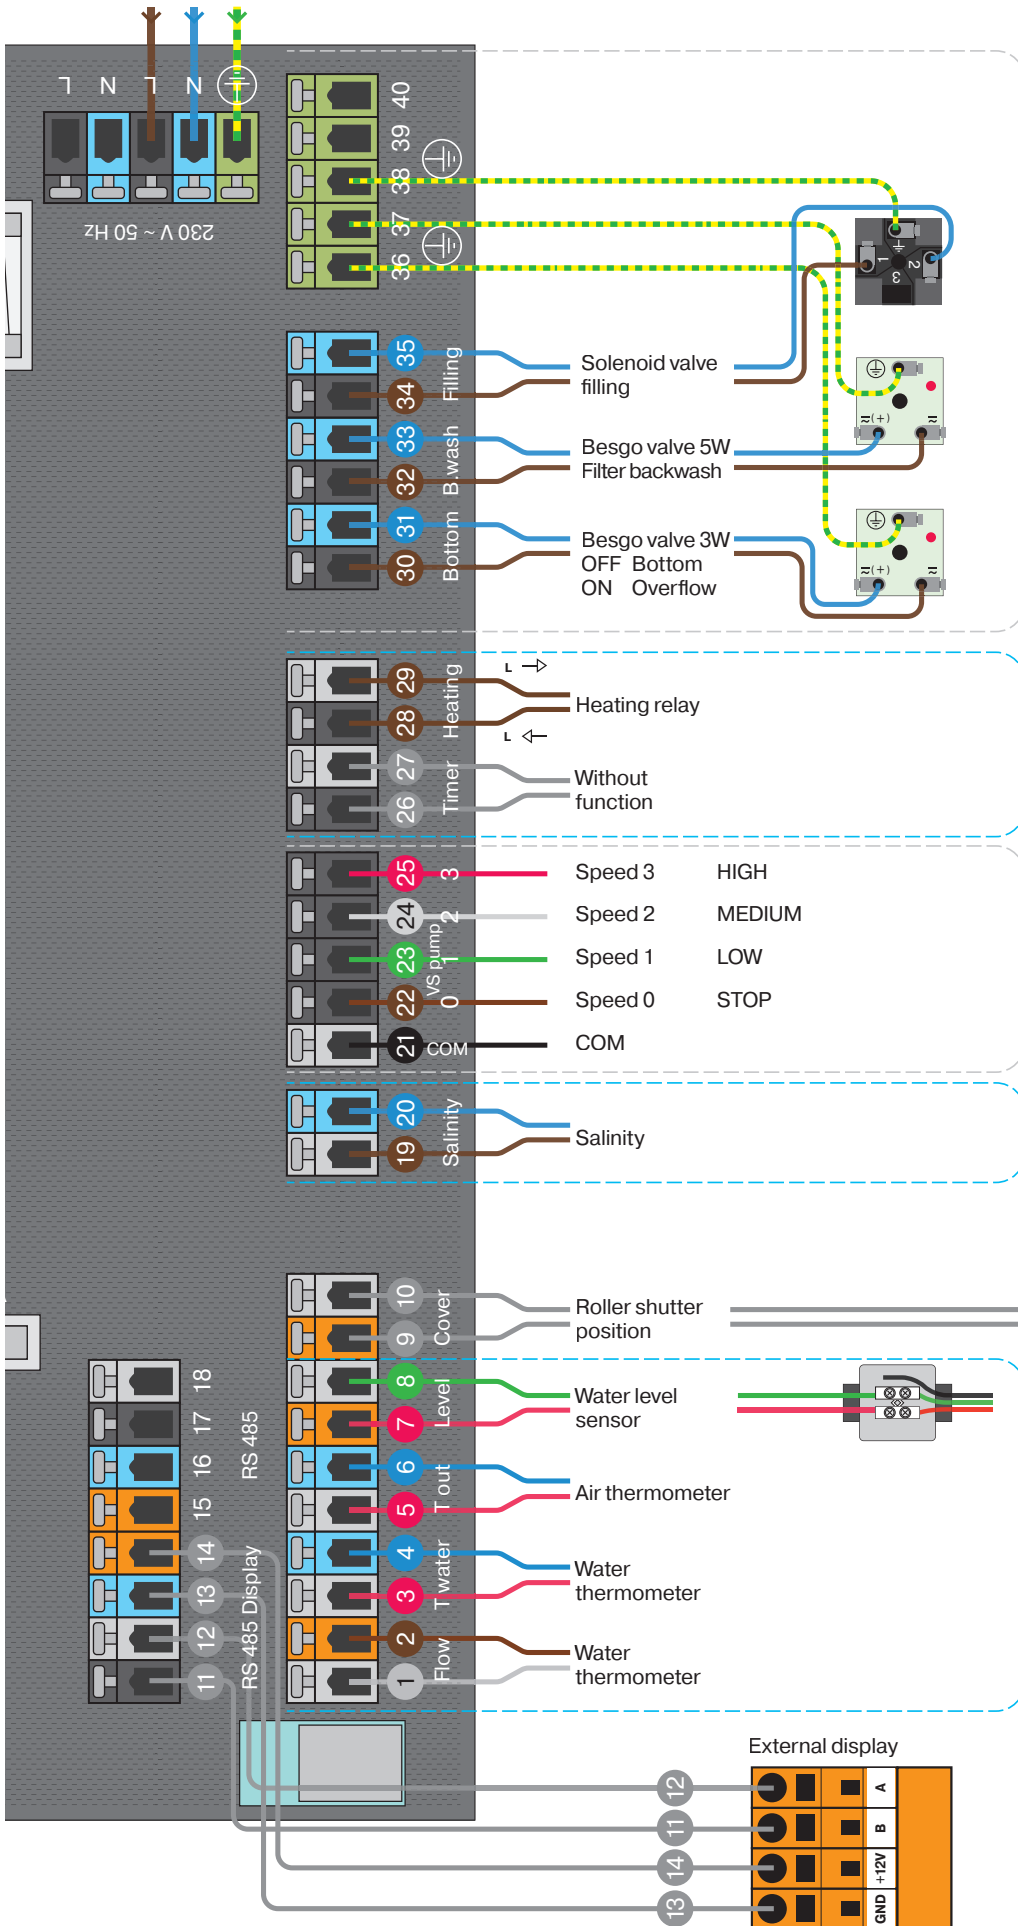 L N L N
230 V ~ 50 Hz
40
39
38
37
36
1
2
3
35
34
Filling
Solenoid valve
filling
33
32
B.wash
Besgo valve 5W
Filter backwash
≂(+)
≂
31
30
Bottom
Besgo valve 3W
OFF Bottom
ON Overflow
≂(+)
≂
29
28
Heating
L
L
Heating relay
27
26
Timer
Without
function
25
3
Speed 3 HIGH
24
2
Speed 2 MEDIUM
23
1
Speed 1 LOW
VS pump
22
0
Speed 0 STOP
21
COM
COM
20
19
Salinity
Salinity
10
9
Cover
Roller shutter
position
8
7
Level
Water level
sensor
6
5
T out
Air thermometer
4
3
T water
Water
thermometer
2
1
Flow
Water
thermometer
18
17
16
15
RS 485
14
13
12
11
RS 485 Display
External display
12
A
11
B
14
+12V
13
GND